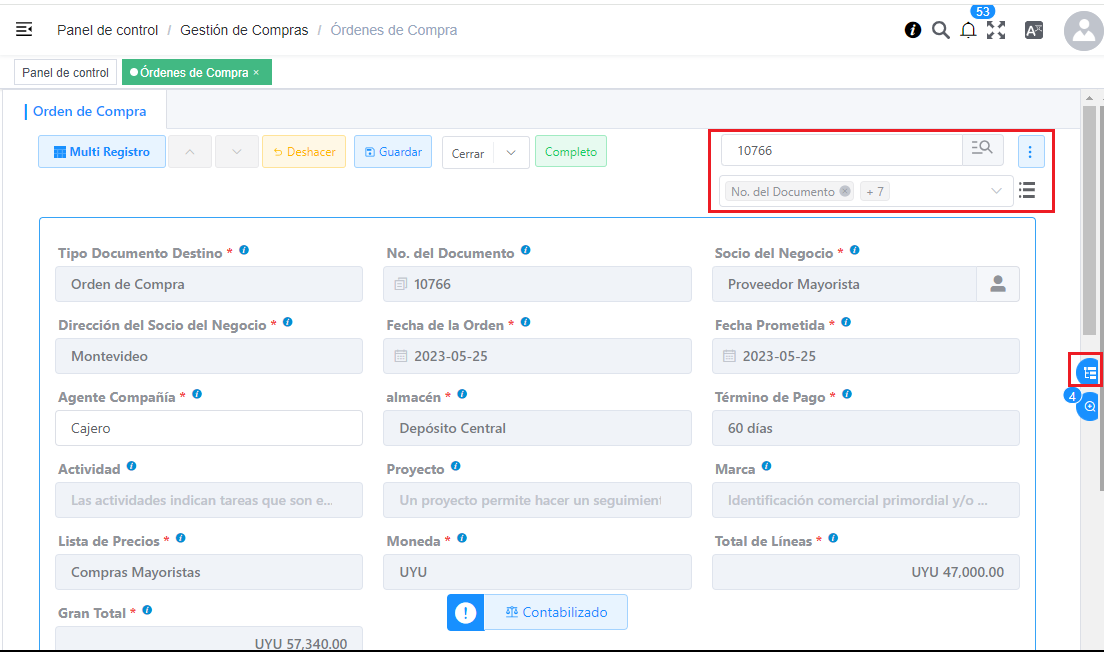 53
Panel de control / Gestión de Compras / Órdenes de Compra
Panel de control
Órdenes de Compra ×
Orden de Compra
Multi Registro
Deshacer
Guardar
Cerrar
Completo
10766
No. del Documento
+ 7
Tipo Documento Destino *
No. del Documento
Socio del Negocio *
Orden de Compra
10766
Proveedor Mayorista
Dirección del Socio del Negocio *
Fecha de la Orden *
Fecha Prometida *
Montevideo
2023-05-25
2023-05-25
4
Agente Compañía *
almacén *
Término de Pago *
Cajero
Depósito Central
60 días
Actividad
Proyecto
Marca
Las actividades indican tareas que son e...
Un proyecto permite hacer un seguimient
Identificación comercial primordial y/o ...
Lista de Precios *
Moneda *
Total de Líneas *
Compras Mayoristas
UYU
UYU 47,000.00
Gran Total *
Contabilizado
UYU 57,340.00